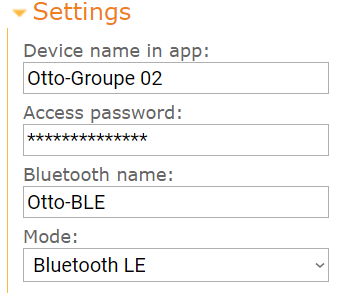 Settings
Device name in app:
Otto-Groupe 02
Access password:
**************
Bluetooth name:
Otto-BLE
Mode:
Bluetooth LE